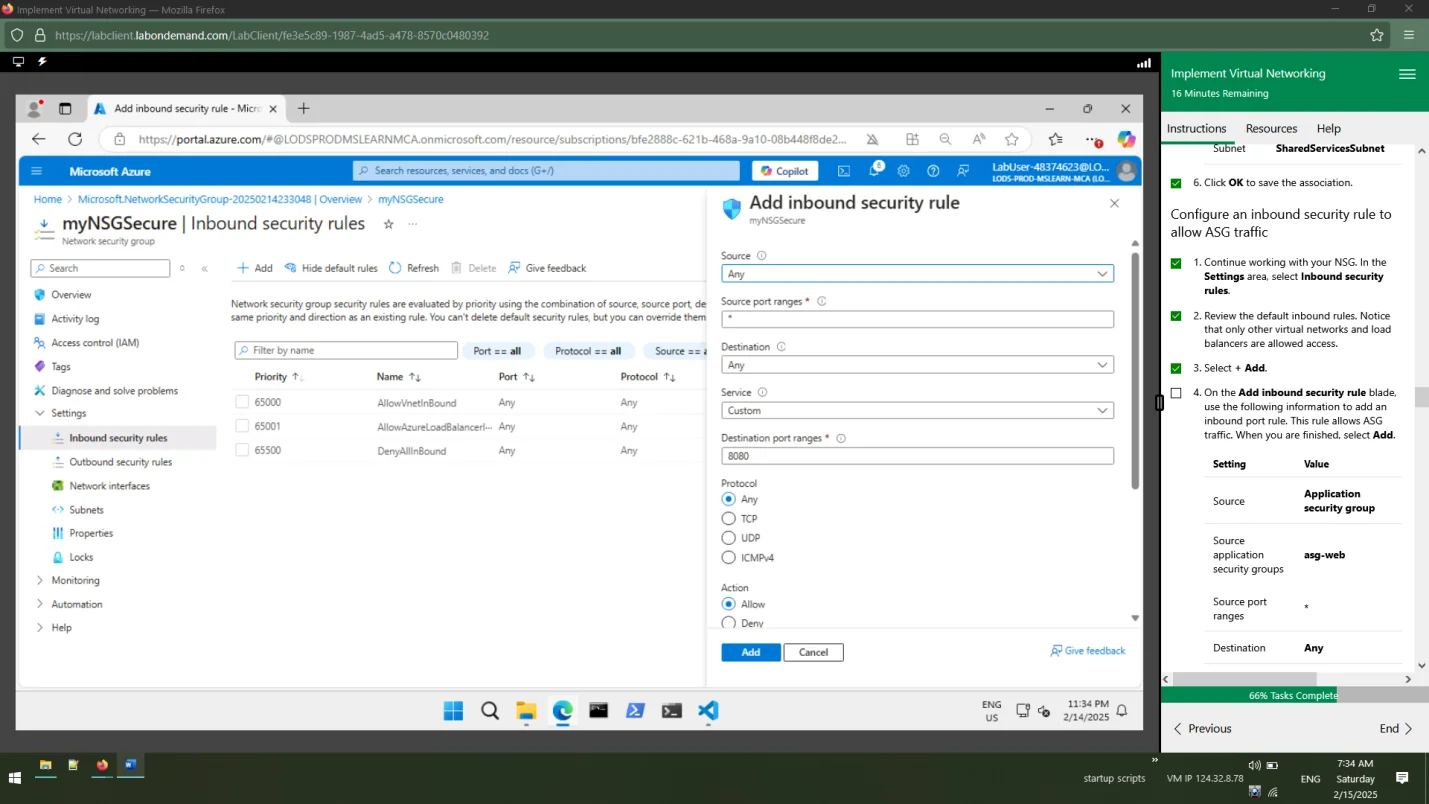 Implement Virtual Networking — Mozilla Firefox
https://labclient.labondemand.com/LabClient/fe3e5c89-1987-4ad5-a478-8570c0480392
Add inbound security rule - Micro
https://portal.azure.com/#@LODSPRODMSLEARNMCA.onmicrosoft.com/resource/subscriptions/bfe2888c-621b-468a-9a10-08b448f8de2...
Microsoft Azure
Search resources, services, and docs (G+/)
Copilot
6
LabUser-48374623@LO...
LODS-PROD-MSLEARN-MCA (LO...
Home > Microsoft.NetworkSecurityGroup-20250214233048 | Overview > myNSGSecure
myNSGSecure | Inbound security rules
Network security group
Search
Overview
Activity log
Access control (IAM)
Tags
Diagnose and solve problems
Settings
Inbound security rules
Outbound security rules
Network interfaces
Subnets
Properties
Locks
Monitoring
Automation
Help
Add Hide default rules Refresh Delete Give feedback
Network security group security rules are evaluated by priority using the combination of source, source port, de
same priority and direction as an existing rule. You can't delete default security rules, but you can override them
Filter by name
Port == all
Protocol == all
Source == a
Priority Name Port Protocol
65000 AllowVnetInBound Any Any
65001 AllowAzureLoadBalancerI... Any Any
65500 DenyAllInBound Any Any
Add inbound security rule
myNSGSecure
Source
Any
Source port ranges *
*
Destination
Any
Service
Custom
Destination port ranges *
8080
Protocol
Any
TCP
UDP
ICMPv4
Action
Allow
Deny
Add
Cancel
Give feedback
ENG
US
11:34 PM
2/14/2025
Implement Virtual Networking
16 Minutes Remaining
Instructions Resources Help
Subnet SharedServicesSubnet
6. Click OK to save the association.
Configure an inbound security rule to
allow ASG traffic
1. Continue working with your NSG. In the
Settings area, select Inbound security
rules.
2. Review the default inbound rules. Notice
that only other virtual networks and load
balancers are allowed access.
3. Select + Add.
4. On the Add inbound security rule blade,
use the following information to add an
inbound port rule. This rule allows ASG
traffic. When you are finished, select Add.
Setting Value
Source Application
security group
Source
application
security groups
asg-web
Source port
ranges
*
Destination Any
66% Tasks Complete
Previous
End
startup scripts
VM IP 124.32.8.78
ENG
7:34 AM
Saturday
2/15/2025